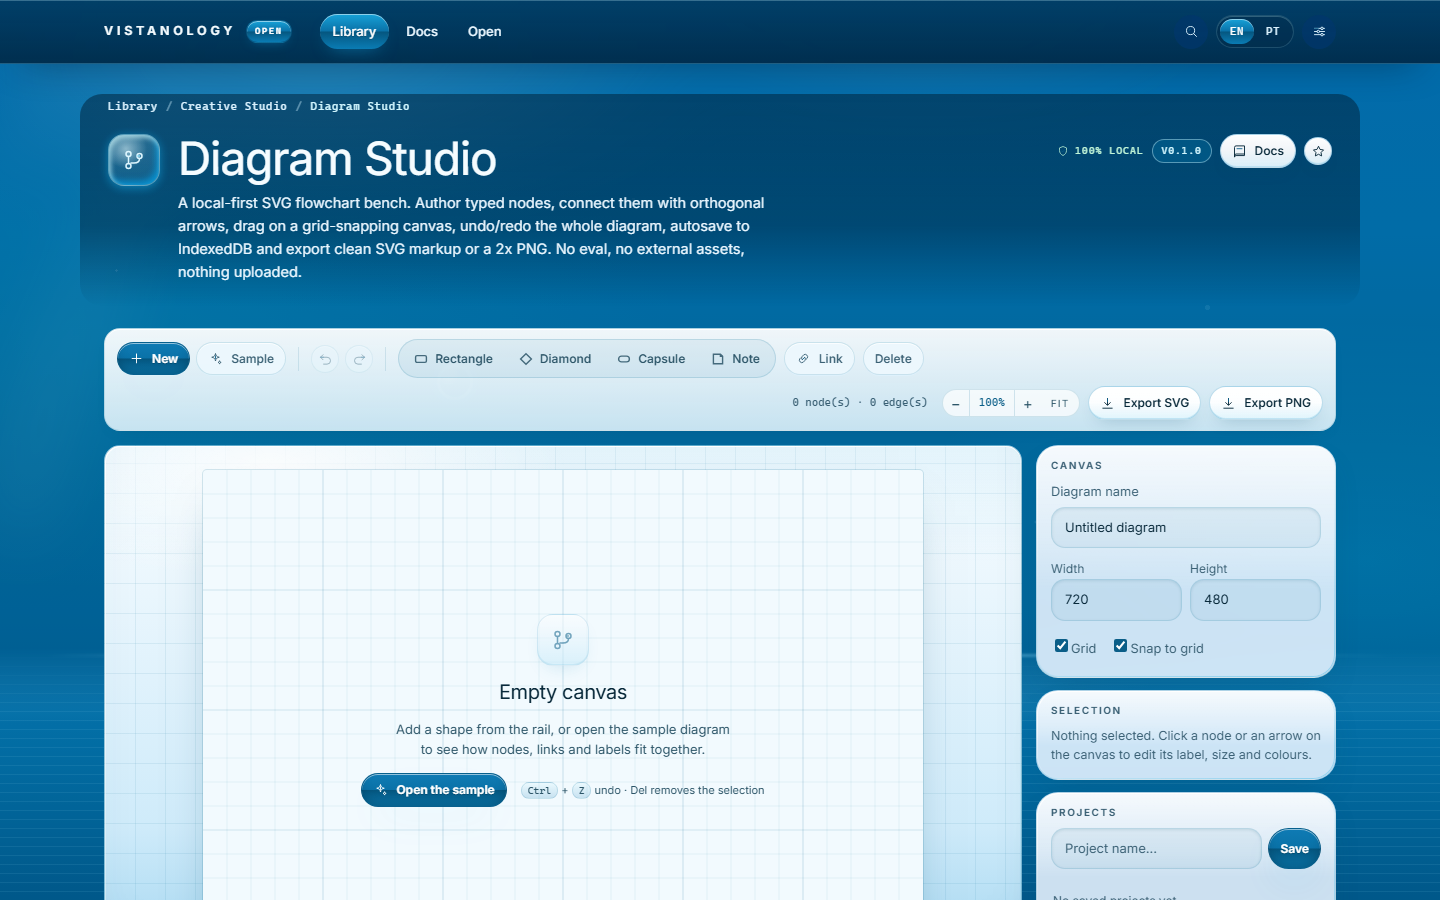 VISTANOLOGY OPEN Library Docs Open EN PT
Library / Creative Studio / Diagram Studio
Diagram Studio
100% LOCAL V0.1.0 Docs
A local-first SVG flowchart bench. Author typed nodes, connect them with orthogonal
arrows, drag on a grid-snapping canvas, undo/redo the whole diagram, autosave to
IndexedDB and export clean SVG markup or a 2x PNG. No eval, no external assets,
nothing uploaded.
New Sample Rectangle Diamond Capsule Note Link Delete
0 node(s) · 0 edge(s) − 100% + FIT Export SVG Export PNG
Empty canvas
Add a shape from the rail, or open the sample diagram
to see how nodes, links and labels fit together.
Open the sample Ctrl + Z undo · Del removes the selection
CANVAS
Diagram name
Untitled diagram
Width Height
720 480
Grid Snap to grid
SELECTION
Nothing selected. Click a node or an arrow on
the canvas to edit its label, size and colours.
PROJECTS
Project name... Save
No saved projects yet